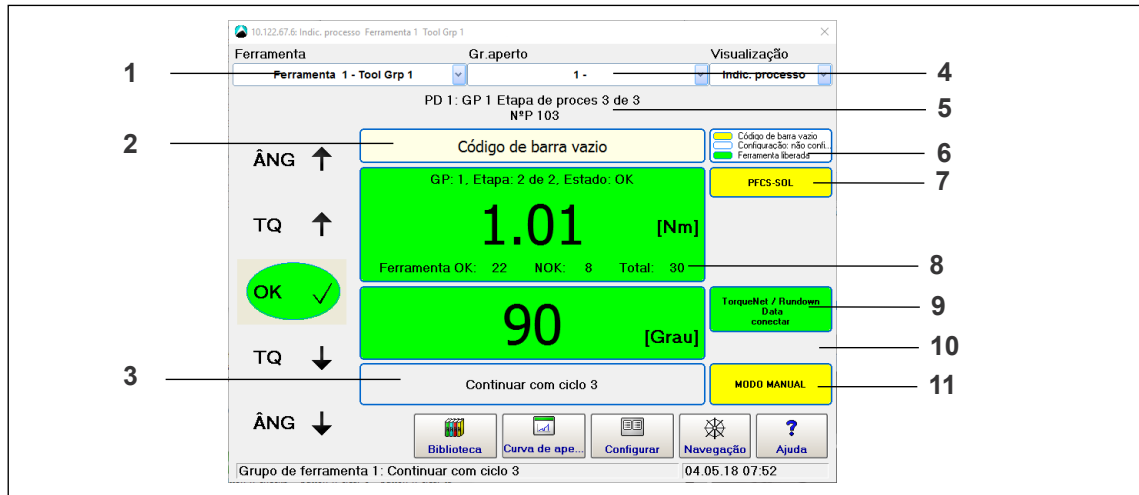 10.122.67.6: Indic. processo Ferramenta 1 Tool Grp 1
Ferramenta Gr.aperto Visualização
1 Ferramenta 1 - Tool Grp 1 1 - Indic. processo 4
PD 1: GP 1 Etapa de proces 3 de 3
NºP 103 5
2 Código de barra vazio
Código de barra vazio
Configuração: não confi...
Ferramenta liberada 6
ÂNG
GP: 1, Etapa: 2 de 2, Estado: OK
PFCS-SOL 7
TQ 1.01 [Nm]
Ferramenta OK: 22 NOK: 8 Total: 30 8
OK
TorqueNet / Rundown
Data
conectar 9
90 [Grau]
10
TQ
3 Continuar com ciclo 3 MODO MANUAL 11
ÂNG
Biblioteca Curva de ape... Configurar Navegação Ajuda
Grupo de ferramenta 1: Continuar com ciclo 3 04.05.18 07:52